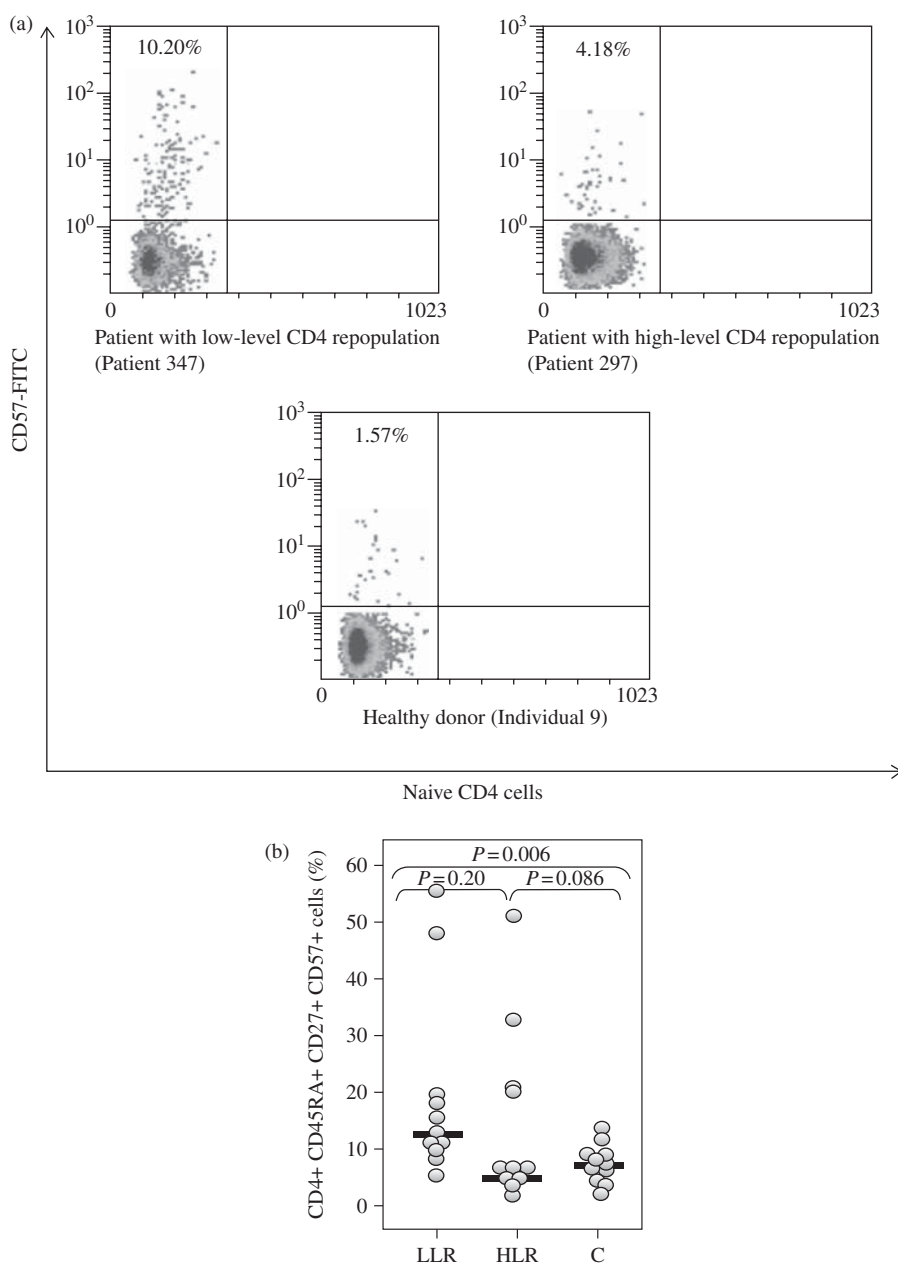 (a)
10³
10²
10¹
10⁰
10.20%
0 1023
Patient with low-level CD4 repopulation
(Patient 347)
10³
10²
10¹
10⁰
4.18%
0 1023
Patient with high-level CD4 repopulation
(Patient 297)
CD57-FITC
10³
10²
10¹
10⁰
1.57%
0 1023
Healthy donor (Individual 9)
Naive CD4 cells
(b)
CD4+ CD45RA+ CD27+ CD57+ cells (%)
60
50
40
30
20
10
0
P=0.006
P=0.20 P=0.086
LLR HLR C